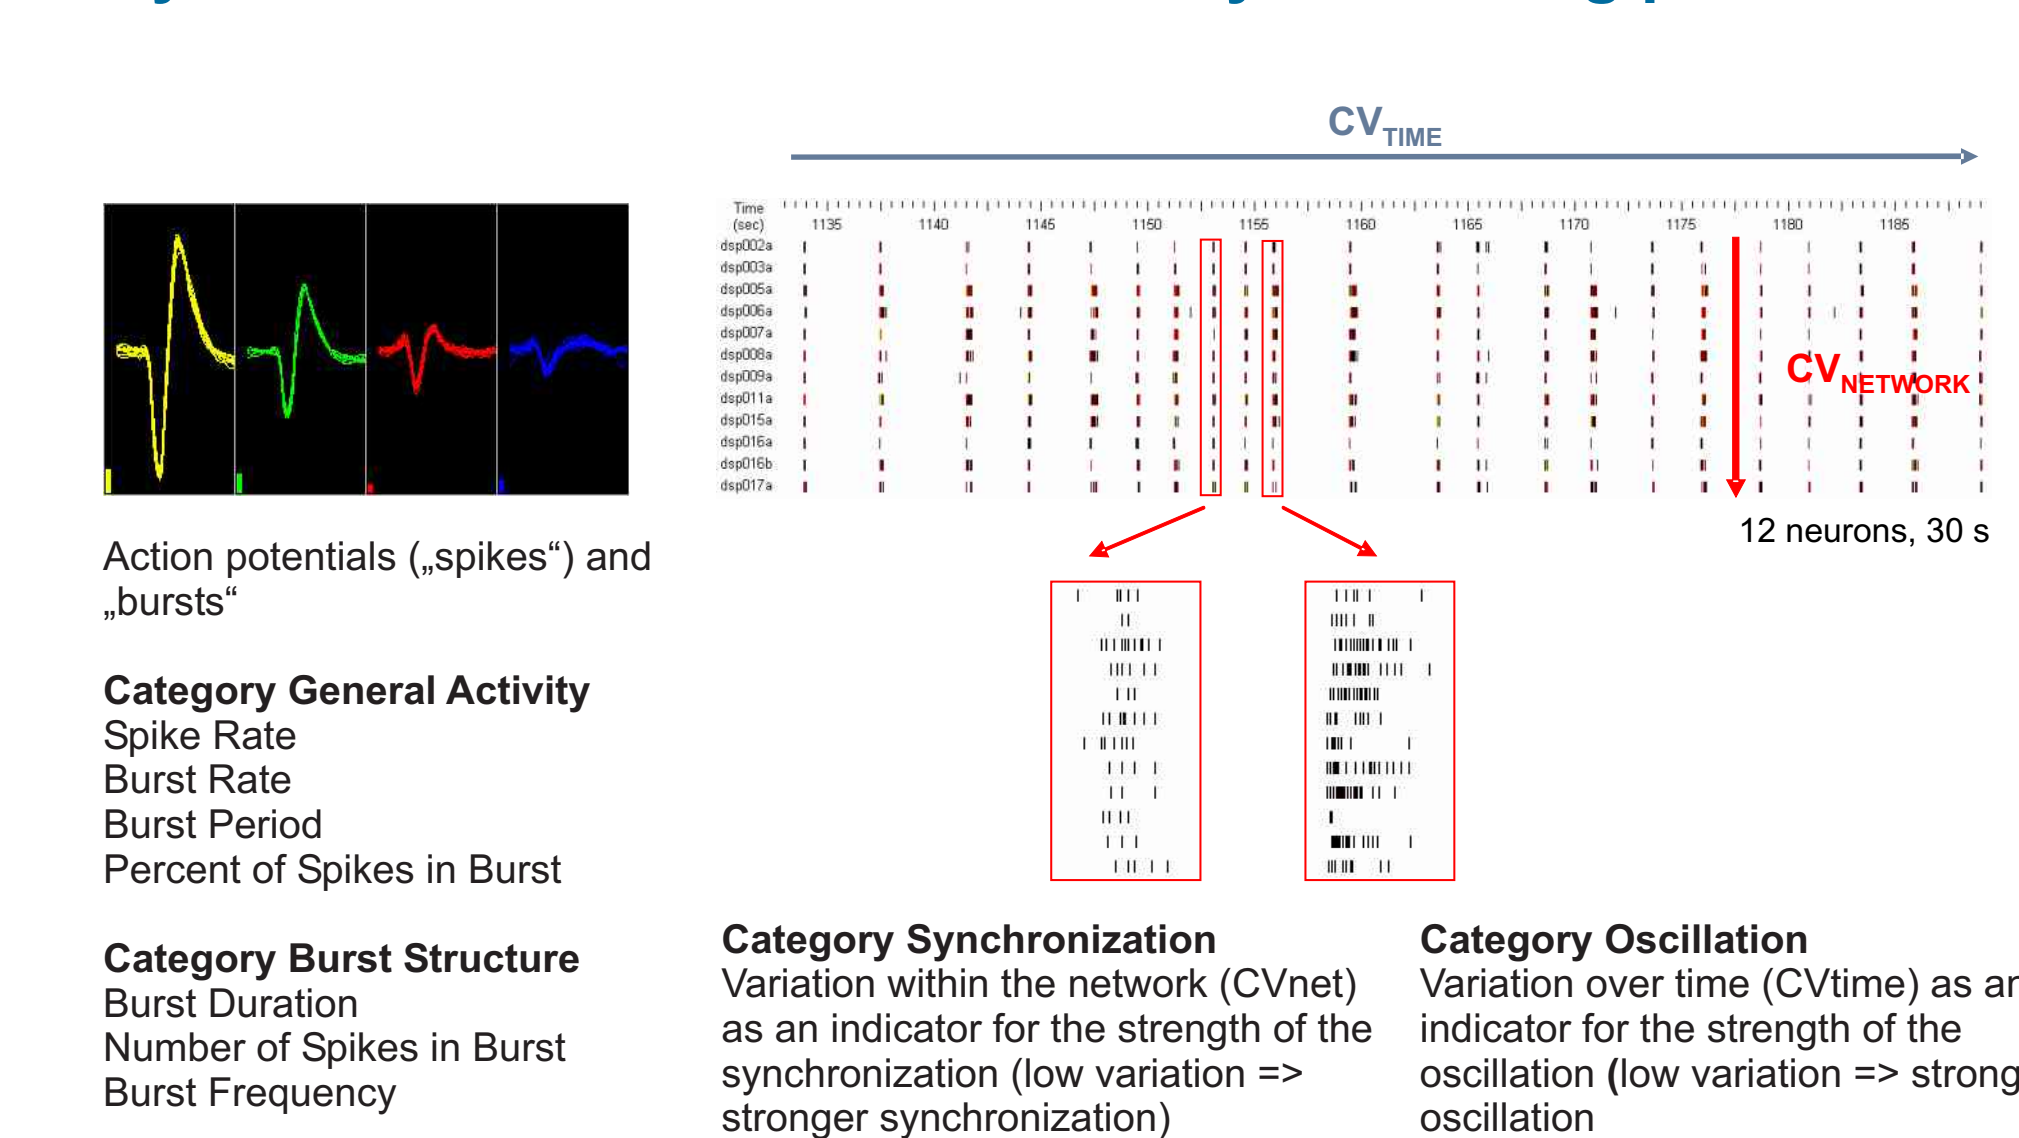 CVTIME
Time
(sec)
1135 1140 1145 1150 1155 1160 1165 1170 1175 1180 1185
dsp002a
dsp003a
dsp005a
dsp006a
dsp007a
dsp008a
dsp009a
dsp011a
dsp015a
dsp016a
dsp016b
dsp017a
CVNETWORK
12 neurons, 30 s
Action potentials („spikes“) and
„bursts“
Category General Activity
Spike Rate
Burst Rate
Burst Period
Percent of Spikes in Burst
Category Burst Structure
Burst Duration
Number of Spikes in Burst
Burst Frequency
Category Synchronization
Variation within the network (CVnet)
as an indicator for the strength of the
synchronization (low variation =>
stronger synchronization)
Category Oscillation
Variation over time (CVtime) as an
indicator for the strength of the
oscillation (low variation => strong
oscillation